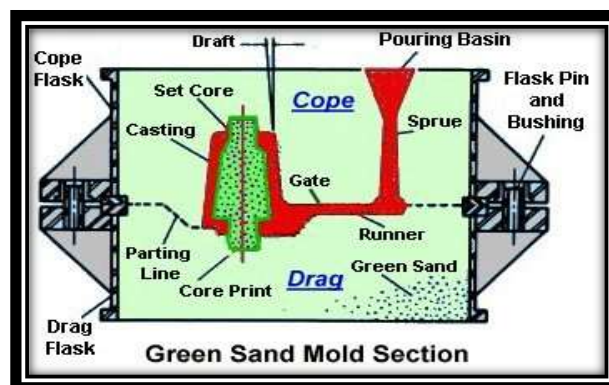 Draft
Pouring Basin
Cope
Flask
Set Core
Cope
Flask Pin
and
Bushing
Casting
Sprue
Gate
Runner
Parting
Line
Green Sand
Core Print
Drag
Drag
Flask
Green Sand Mold Section